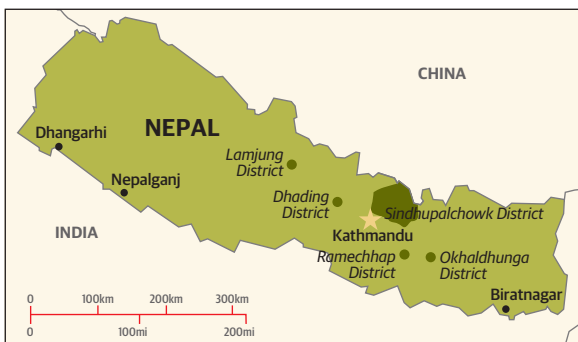 CHINA
NEPAL
Dhangarhi
Lamjung
District
Nepalganj
Dhading
District
Sindhupalchowk District
INDIA
Kathmandu
Ramechhap
District
Okhaldhunga
District
Biratnagar
0 100km 200km 300km
0 100mi 200mi